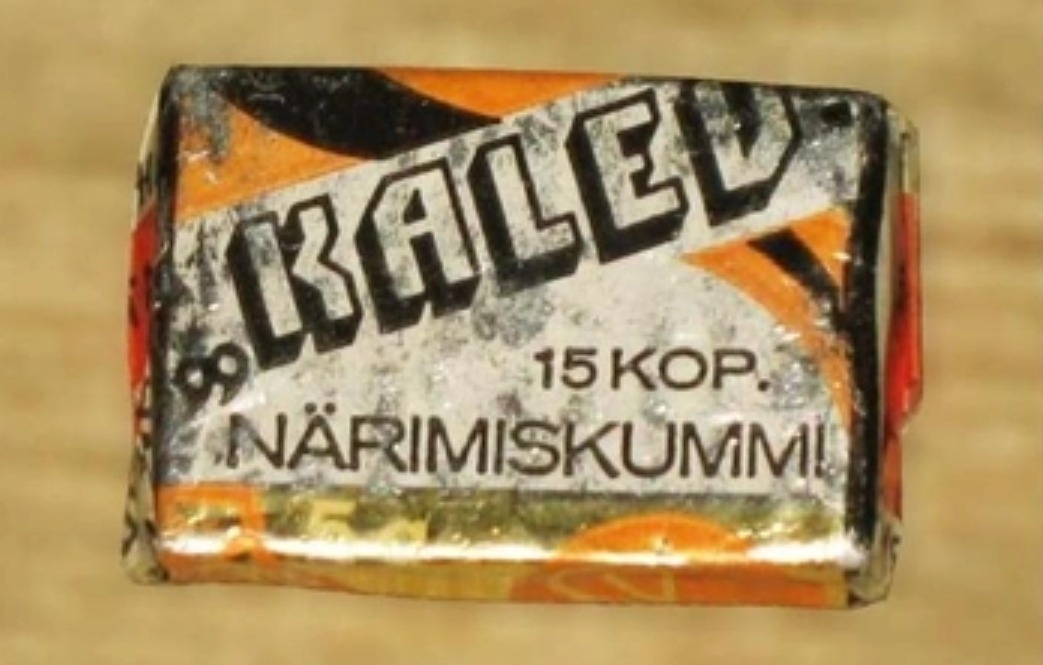 „KALEV
15 KOP.
NÄRIMISKUMMI